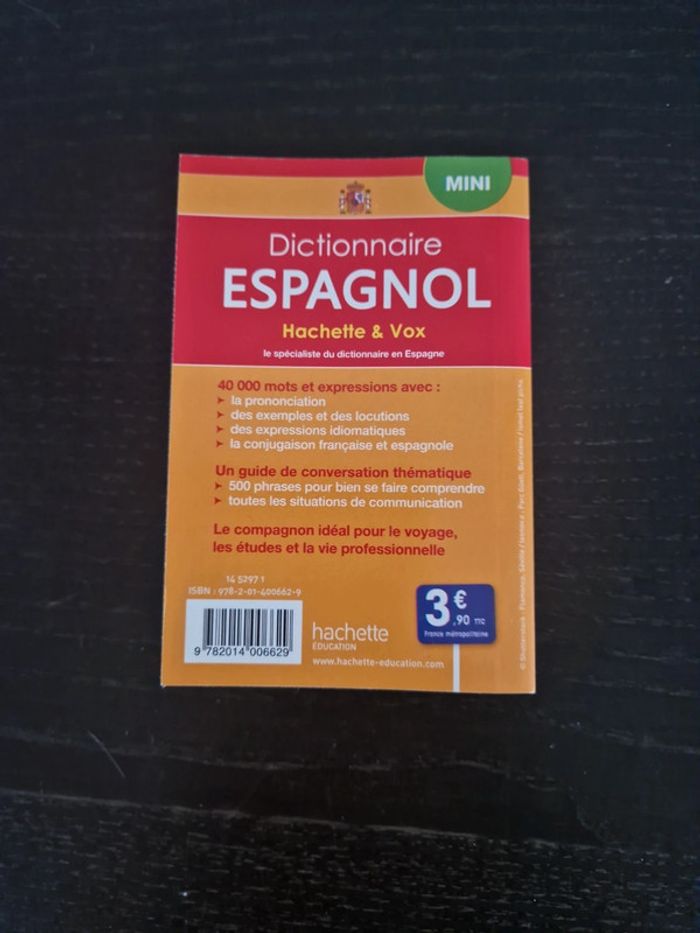 MINI
Dictionnaire
ESPAGNOL
Hachette & Vox
le spécialiste du dictionnaire en Espagne
40 000 mots et expressions avec :
➤ la prononciation
➤ des exemples et des locutions
➤ des expressions idiomatiques
➤ la conjugaison française et espagnole
Un guide de conversation thématique
➤ 500 phrases pour bien se faire comprendre
➤ toutes les situations de communication
Le compagnon idéal pour le voyage,
les études et la vie professionnelle
14 5297 1
ISBN : 978-2-01-400662-9
9 782014 006629
hachette
ÉDUCATION
www.hachette-education.com
3 €
,90 TTC
France métropolitaine
© Shutterstock : Flamenco, Séville / Barcelone /